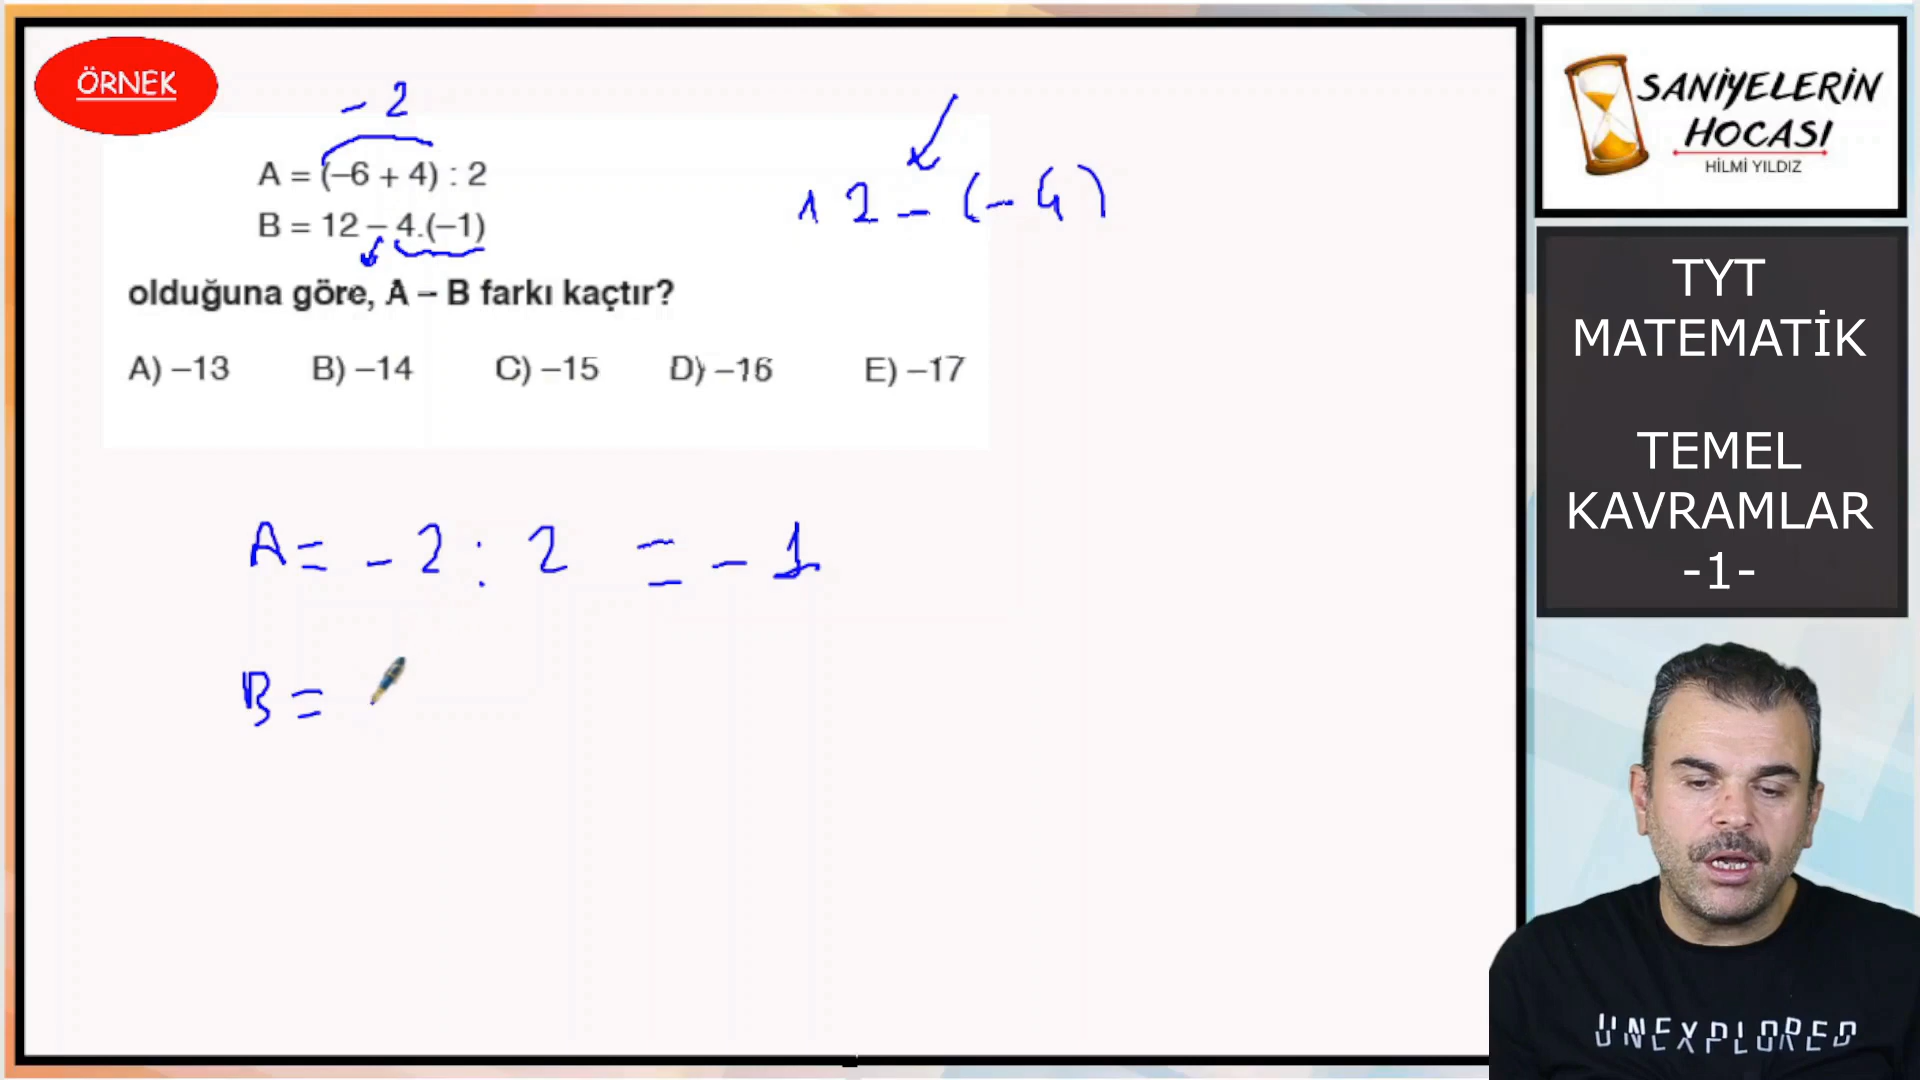 ÖRNEK
- 2
A = (–6 + 4) : 2
B = 12 – 4.(–1)
12 - (- 4)
olduğuna göre, A – B farkı kaçtır?
A) –13 B) –14 C) –15 D) –16 E) –17
A = - 2 : 2 = - 1
B =
SANİYELERİN
HOCASI
HİLMİ YILDIZ
TYT
MATEMATİK
TEMEL
KAVRAMLAR
-1-
UNEXPLORED